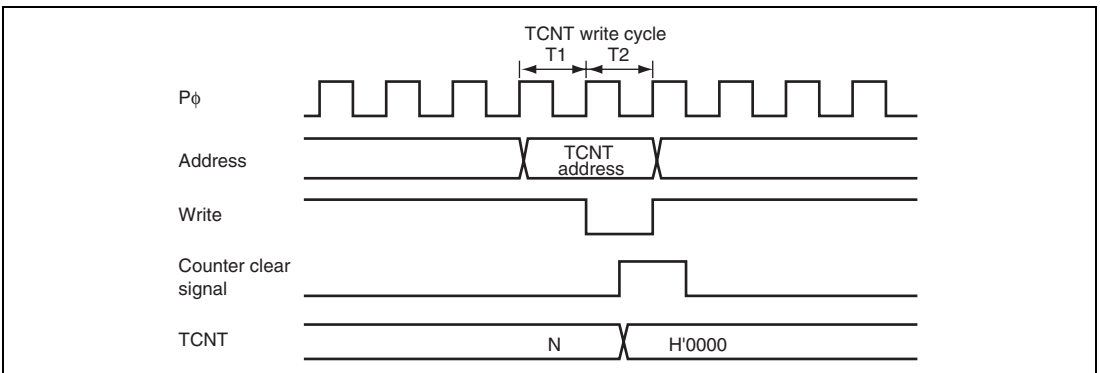 TCNT write cycle
T1 T2
Pϕ
Address
TCNT
address
Write
Counter clear
signal
TCNT
N
H'0000